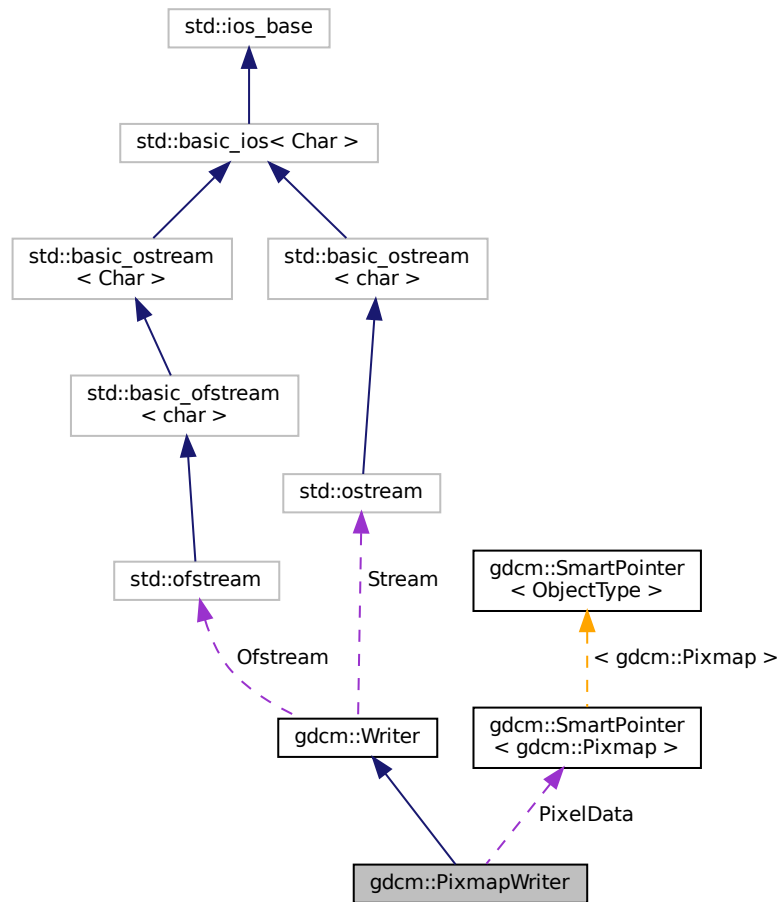 std::ios_base
std::basic_ios< Char >
std::basic_ostream
< Char >
std::basic_ostream
< char >
std::basic_ofstream
< char >
std::ostream
std::ofstream
Stream
gdcm::SmartPointer
< ObjectType >
Ofstream
< gdcm::Pixmap >
gdcm::Writer
gdcm::SmartPointer
< gdcm::Pixmap >
PixelData
gdcm::PixmapWriter